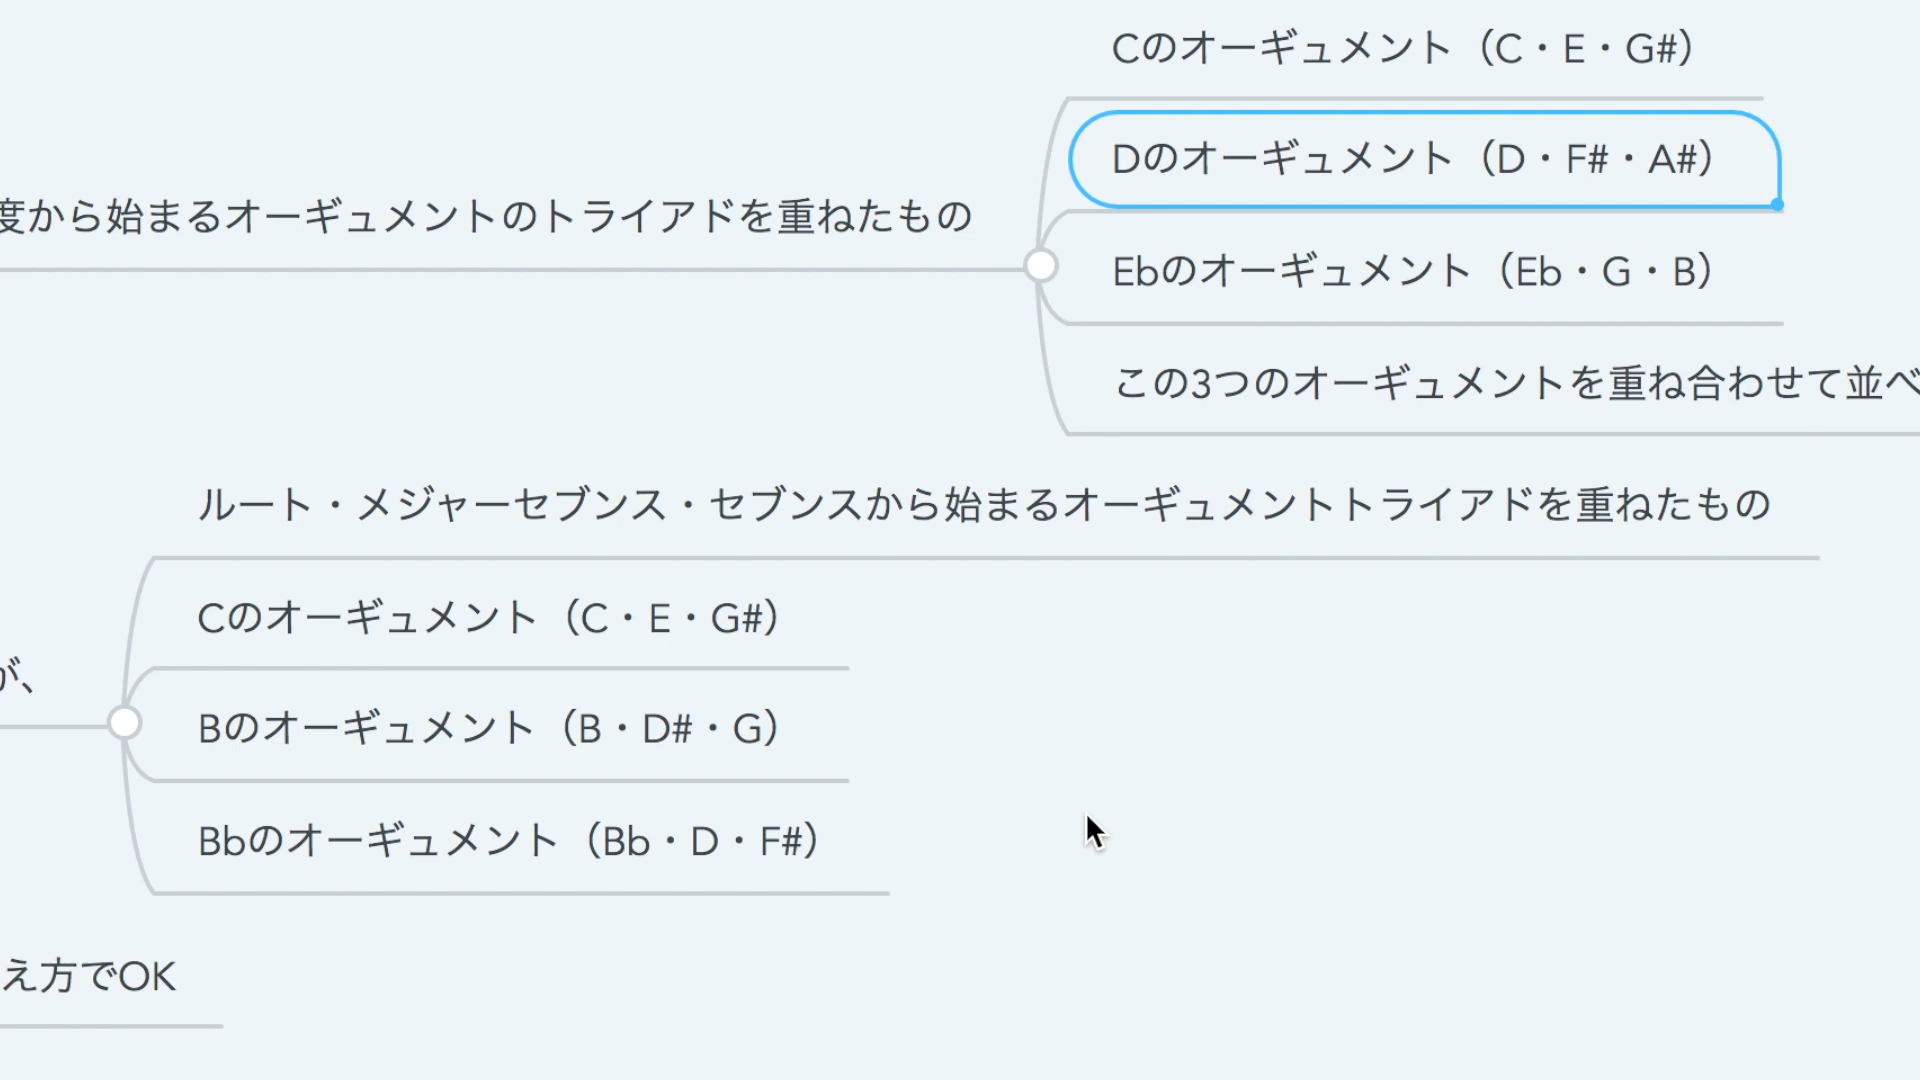 Cのオーギュメント（C・E・G#）
Dのオーギュメント（D・F#・A#）
度から始まるオーギュメントのトライアドを重ねたもの
Ebのオーギュメント（Eb・G・B）
この3つのオーギュメントを重ね合わせて並べ
ルート・メジャーセブンス・セブンスから始まるオーギュメントトライアドを重ねたもの
Cのオーギュメント（C・E・G#）
が、
Bのオーギュメント（B・D#・G）
Bbのオーギュメント（Bb・D・F#）
え方でOK